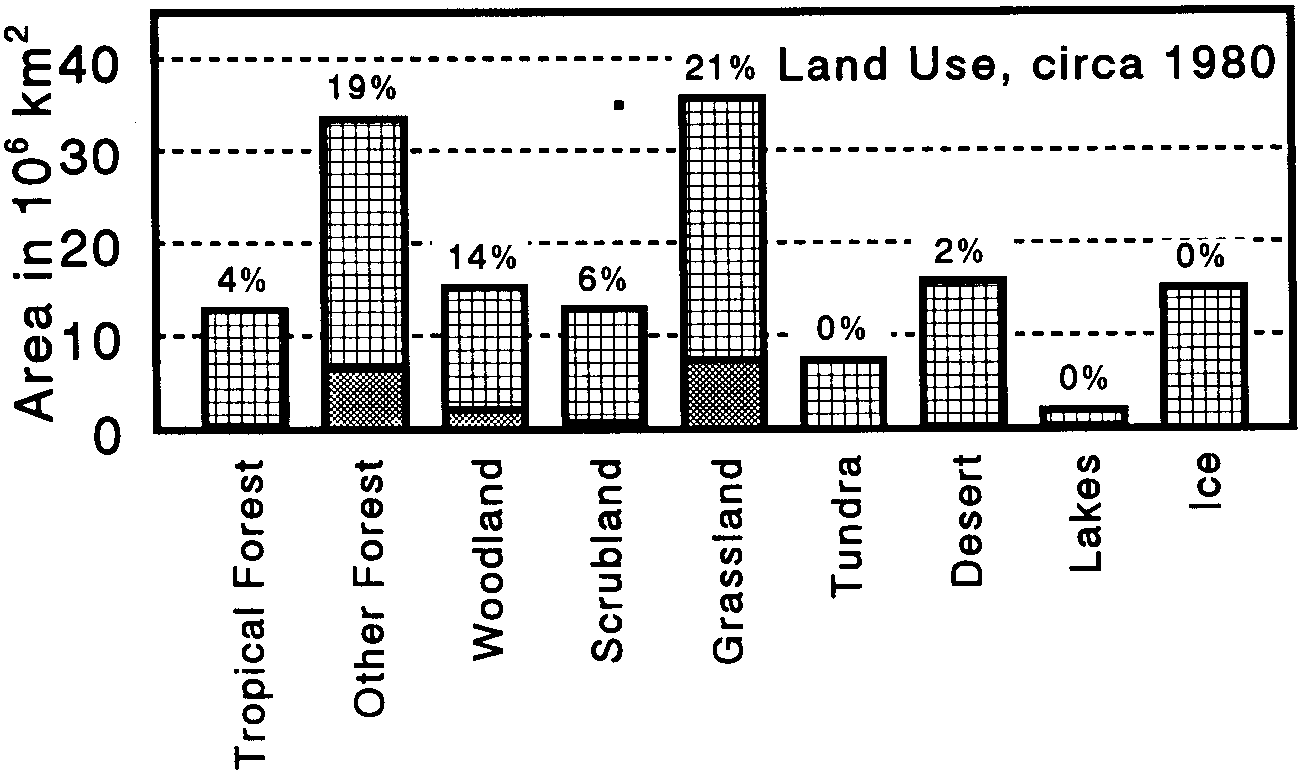 Land Use, circa 1980
Area in 10⁶ km²
40
30
20
10
0
4%
19%
14%
6%
21%
0%
2%
0%
0%
Tropical Forest
Other Forest
Woodland
Scrubland
Grassland
Tundra
Desert
Lakes
Ice